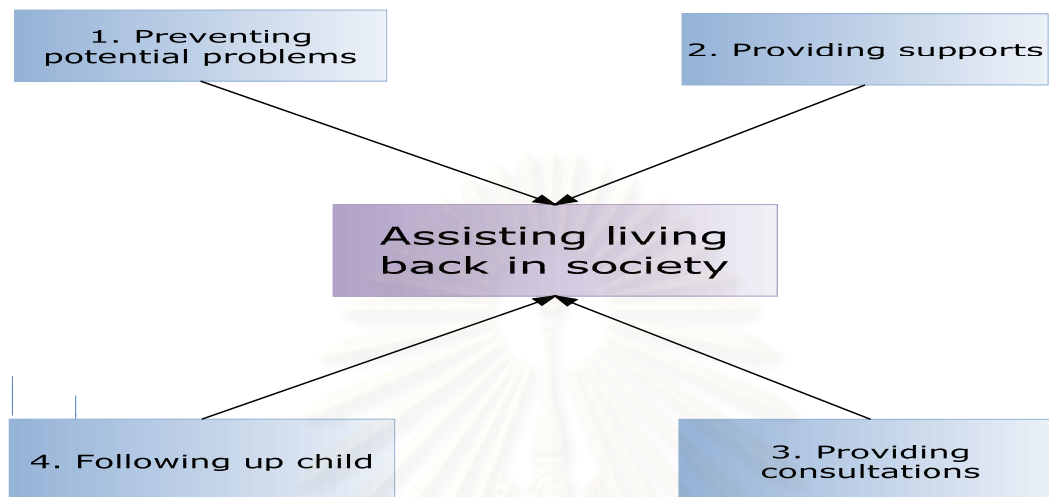 1. Preventing
potential problems
2. Providing supports
Assisting living
back in society
4. Following up child
3. Providing
consultations